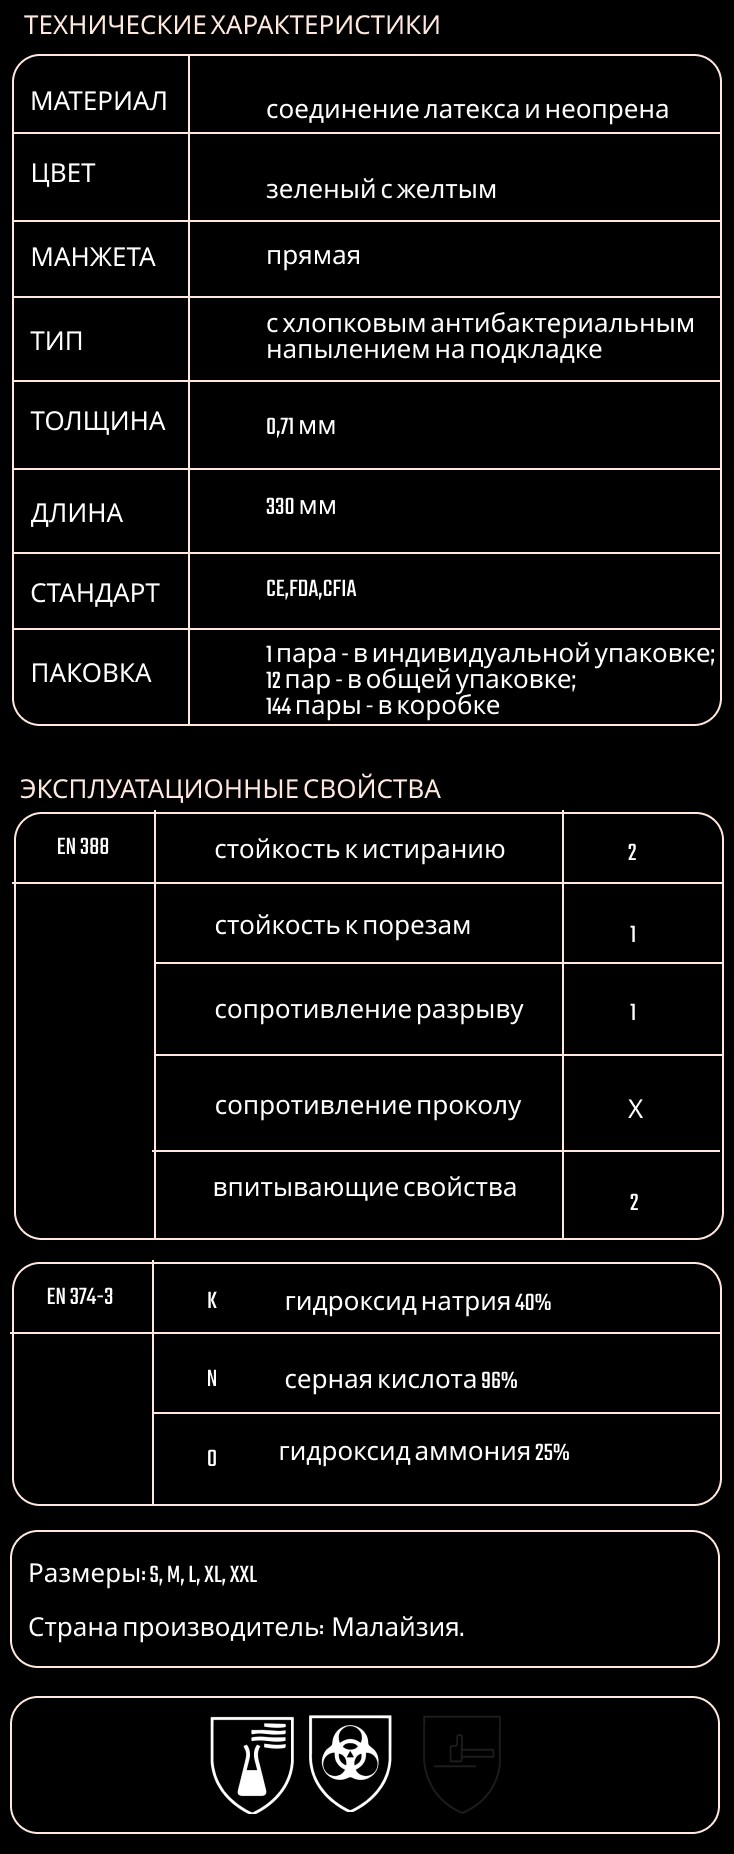 ТЕХНИЧЕСКИЕ ХАРАКТЕРИСТИКИ
МАТЕРИАЛ
соединение латекса и неопрена
ЦВЕТ
зеленый с желтым
МАНЖЕТА
прямая
ТИП
с хлопковым антибактериальным
напылением на подкладке
ТОЛЩИНА
0,71 мм
ДЛИНА
330 мм
СТАНДАРТ
CE,FDA,CFIA
ПАКОВКА
1 пара - в индивидуальной упаковке;
12 пар - в общей упаковке;
144 пары - в коробке
ЭКСПЛУАТАЦИОННЫЕ СВОЙСТВА
EN 388
стойкость к истиранию
2
стойкость к порезам
1
сопротивление разрыву
1
сопротивление проколу
X
впитывающие свойства
2
EN 374-3
K
гидроксид натрия 40%
N
серная кислота 96%
O
гидроксид аммония 25%
Размеры: S, M, L, XL, XXL
Страна производитель: Малайзия.